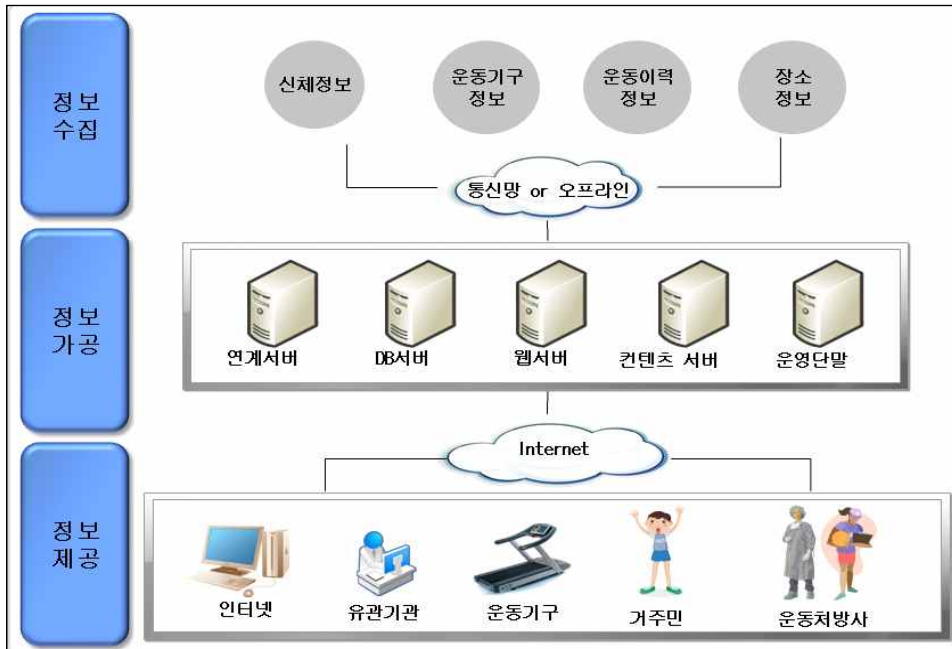 정보
수집
신체정보
운동기구
정보
운동이력
정보
장소
정보
통신망 or 오프라인
정보
가공
연계서버
DB서버
웹서버
컨텐츠 서버
운영단말
Internet
정보
제공
인터넷
유관기관
운동기구
거주민
운동처방사